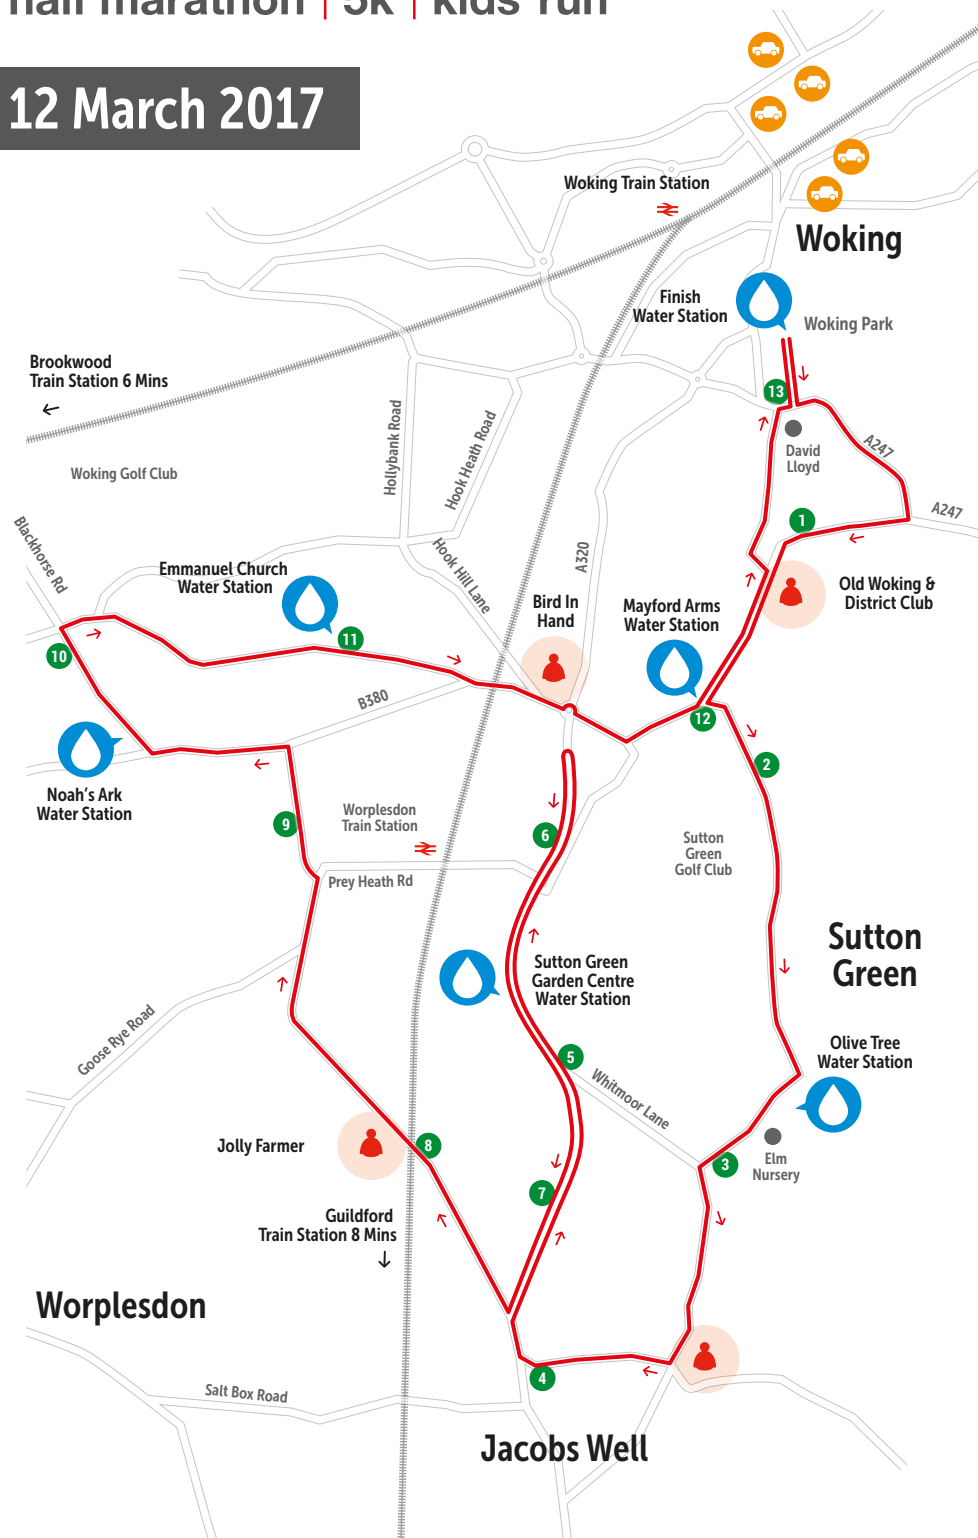 half marathon | 5k | kids' run
12 March 2017
Woking Train Station
Woking
Finish
Water Station
Woking Park
Brookwood
Train Station 6 Mins
13
David
Lloyd
A247
Woking Golf Club
Hollybank Road
Hook Heath Road
A247
1
Blackhorse Rd
Hook Hill Lane
A320
Emmanuel Church
Water Station
Old Woking &
District Club
Bird In
Hand
Mayford Arms
Water Station
11
10
B380
12
2
Noah's Ark
Water Station
9
Worplesdon
Train Station
6
Sutton
Green
Golf Club
Prey Heath Rd
Sutton
Green
Sutton Green
Garden Centre
Water Station
Goose Rye Road
Olive Tree
Water Station
5
Whitmoor Lane
Jolly Farmer
8
3
Elm
Nursery
7
Guildford
Train Station 8 Mins
Worplesdon
4
Salt Box Road
Jacobs Well